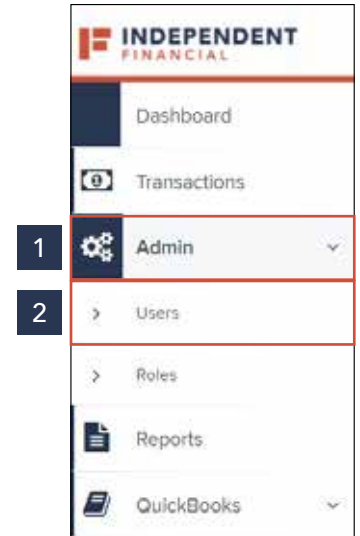 INDEPENDENT
FINANCIAL
Dashboard
Transactions
1
Admin
2
Users
Roles
Reports
QuickBooks